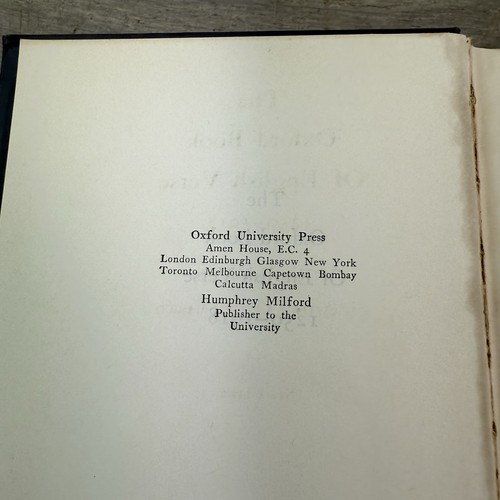 Oxford University Press
Amen House, E.C. 4
London Edinburgh Glasgow New York
Toronto Melbourne Capetown Bombay
Calcutta Madras
Humphrey Milford
Publisher to the
University